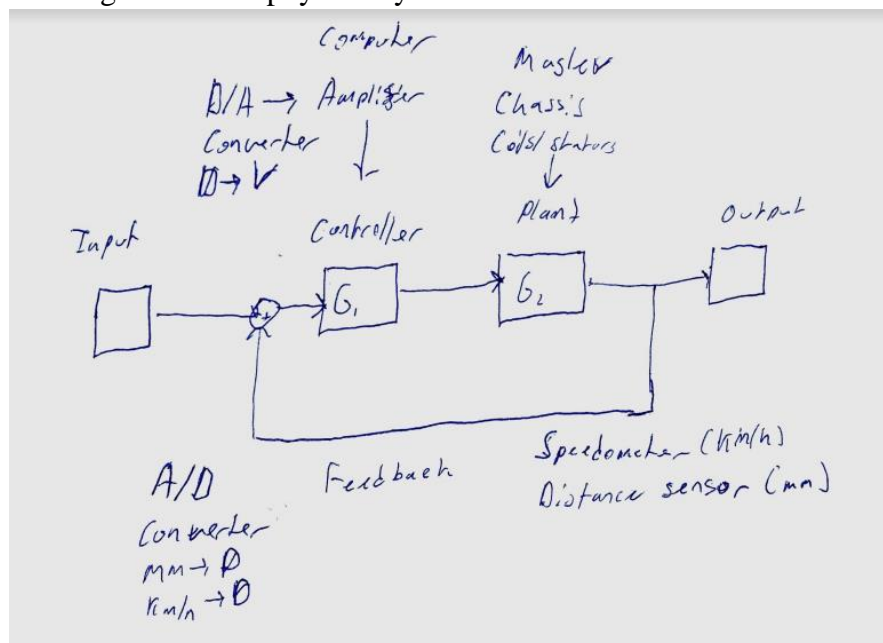 Computer
D/A → Amplifier
Converter
D → V
Maglev
Chassis
Coils/stators
Plant
Controller
Input
Output
G₁
G₂
Feedback
Speedometer (km/h)
Distance sensor (mm)
A/D
Converter
mm → D
km/h → D